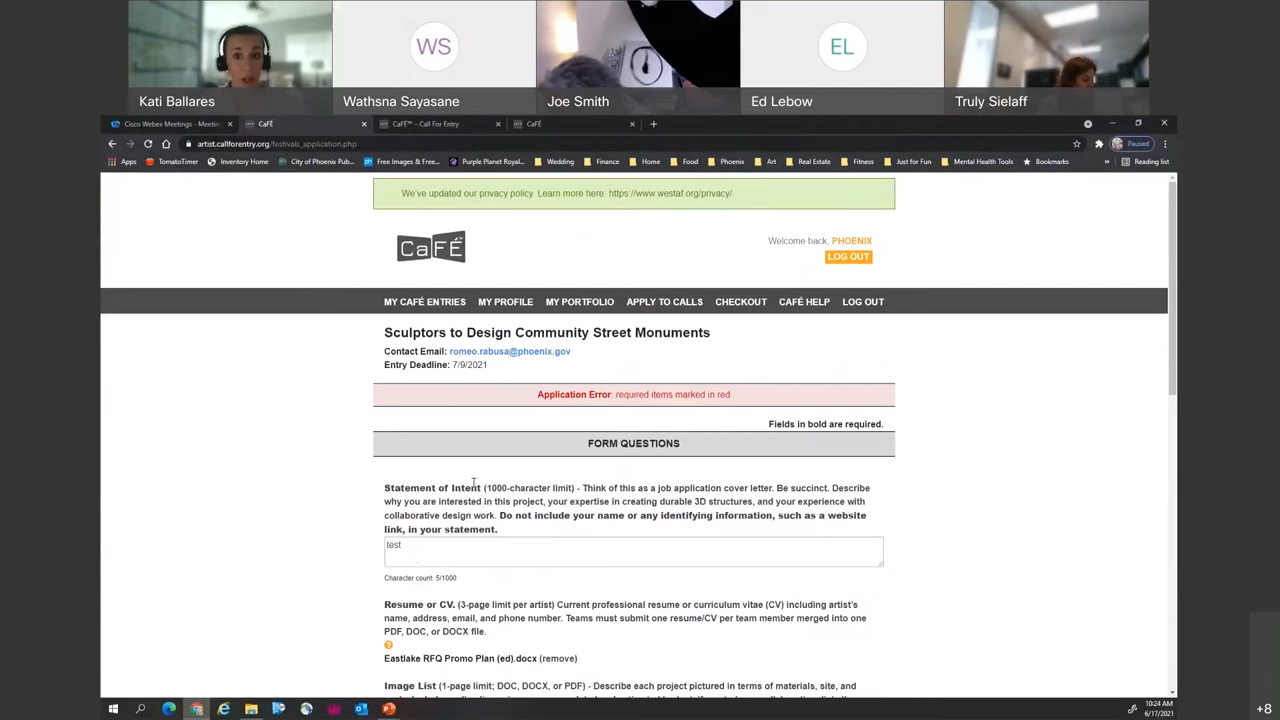 WS
EL
Kati Ballares
Wathsna Sayasane
Joe Smith
Ed Lebow
Truly Sielaff
Cisco Webex Meetings - Meetin
CaFÉ
CaFÉ™ – Call For Entry
CaFÉ
artist.callforentry.org/festivals_application.php
Paused
Apps
TomatoTimer
Inventory Home
City of Phoenix Pub...
Free Images & Free...
Purple Planet Royal...
Wedding
Finance
Home
Food
Phoenix
Art
Real Estate
Fitness
Just for Fun
Mental Health Tools
Bookmarks
»
Reading list
We've updated our privacy policy. Learn more here: https://www.westaf.org/privacy/
CaFÉ™
Welcome back, PHOENIX
LOG OUT
MY CAFÉ ENTRIES MY PROFILE MY PORTFOLIO APPLY TO CALLS CHECKOUT CAFÉ HELP LOG OUT
Sculptors to Design Community Street Monuments
Contact Email: romeo.rabusa@phoenix.gov
Entry Deadline: 7/9/2021
Application Error: required items marked in red
Fields in bold are required.
FORM QUESTIONS
Statement of Intent (1000-character limit) - Think of this as a job application cover letter. Be succinct. Describe
why you are interested in this project, your expertise in creating durable 3D structures, and your experience with
collaborative design work. Do not include your name or any identifying information, such as a website
link, in your statement.
test
Character count: 5/1000
Resume or CV. (3-page limit per artist) Current professional resume or curriculum vitae (CV) including artist's
name, address, email, and phone number. Teams must submit one resume/CV per team member merged into one
PDF, DOC, or DOCX file.
?
Eastlake RFQ Promo Plan (ed).docx (remove)
Image List (1-page limit; DOC, DOCX, or PDF) - Describe each project pictured in terms of materials, site, and
+8
10:24 AM
6/17/2021